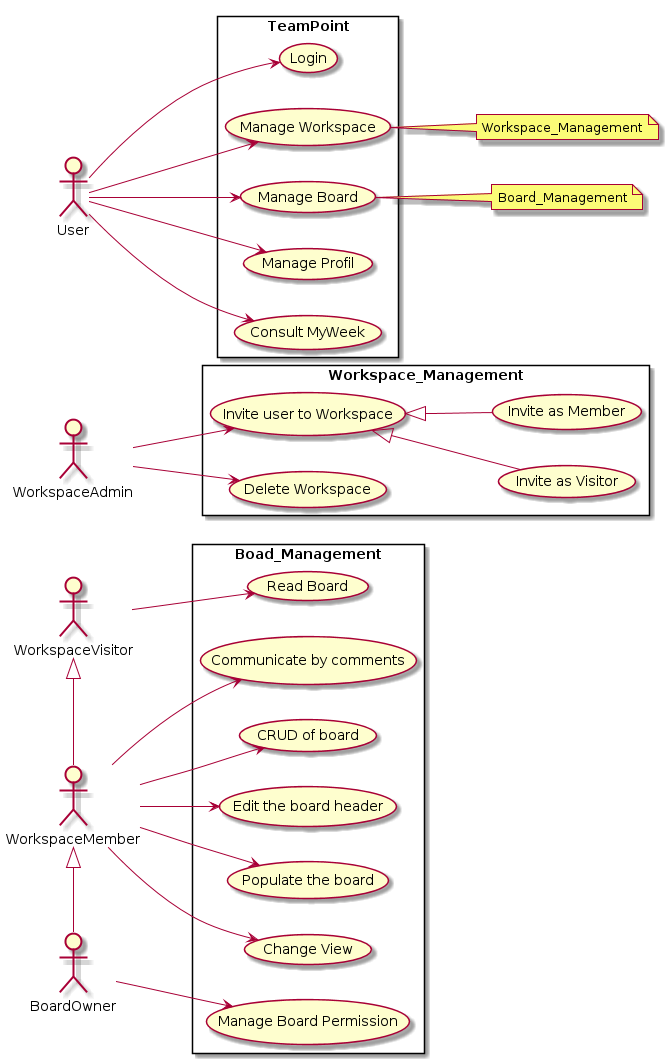 TeamPoint
Login
Manage Workspace
Workspace_Management
Manage Board
Board_Management
User
Manage Profil
Consult MyWeek
Workspace_Management
Invite user to Workspace
Invite as Member
WorkspaceAdmin
Delete Workspace
Invite as Visitor
Boad_Management
Read Board
WorkspaceVisitor
Communicate by comments
CRUD of board
Edit the board header
WorkspaceMember
Populate the board
Change View
BoardOwner
Manage Board Permission